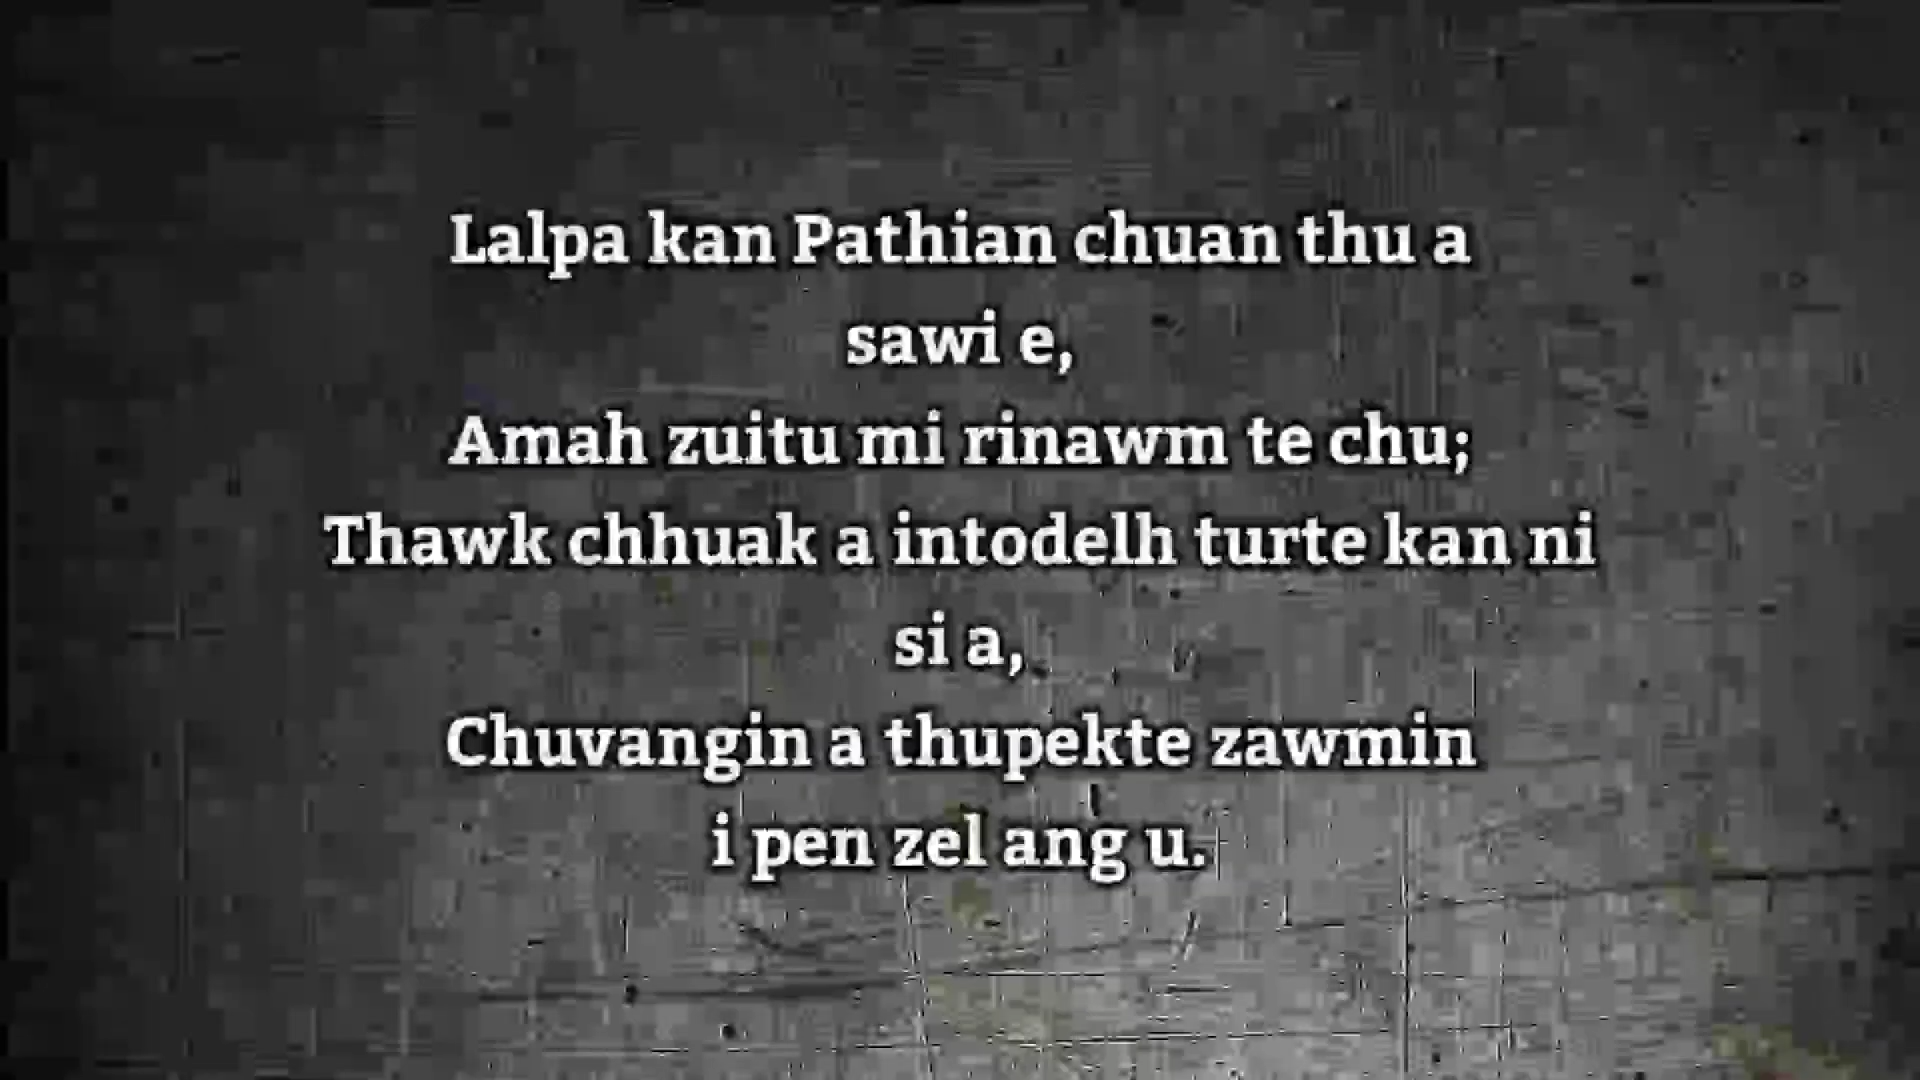 Lalpa kan Pathian chuan thu a
sawi e,
Amah zuitu mi rinawm te chu;
Thawk chhuak a intodelh turte kan ni
si a,
Chuvangin a thupekte zawmin
i pen zel ang u.